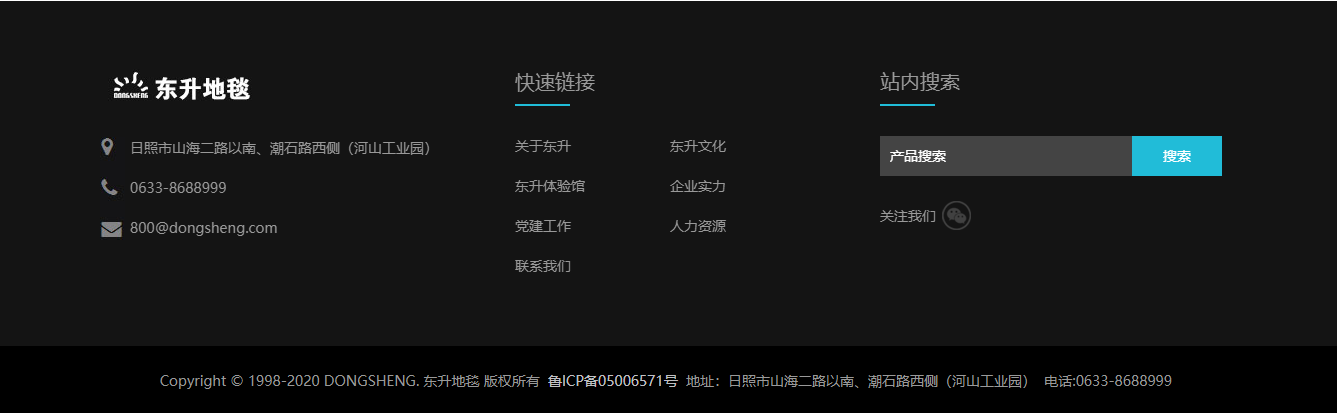 DONGSHENG 东升地毯
日照市山海二路以南、潮石路西侧（河山工业园）
0633-8688999
800@dongsheng.com
快速链接
关于东升 东升文化
东升体验馆 企业实力
党建工作 人力资源
联系我们
站内搜索
产品搜索 搜索
关注我们
Copyright © 1998-2020 DONGSHENG. 东升地毯 版权所有 鲁ICP备05006571号 地址：日照市山海二路以南、潮石路西侧（河山工业园） 电话:0633-8688999